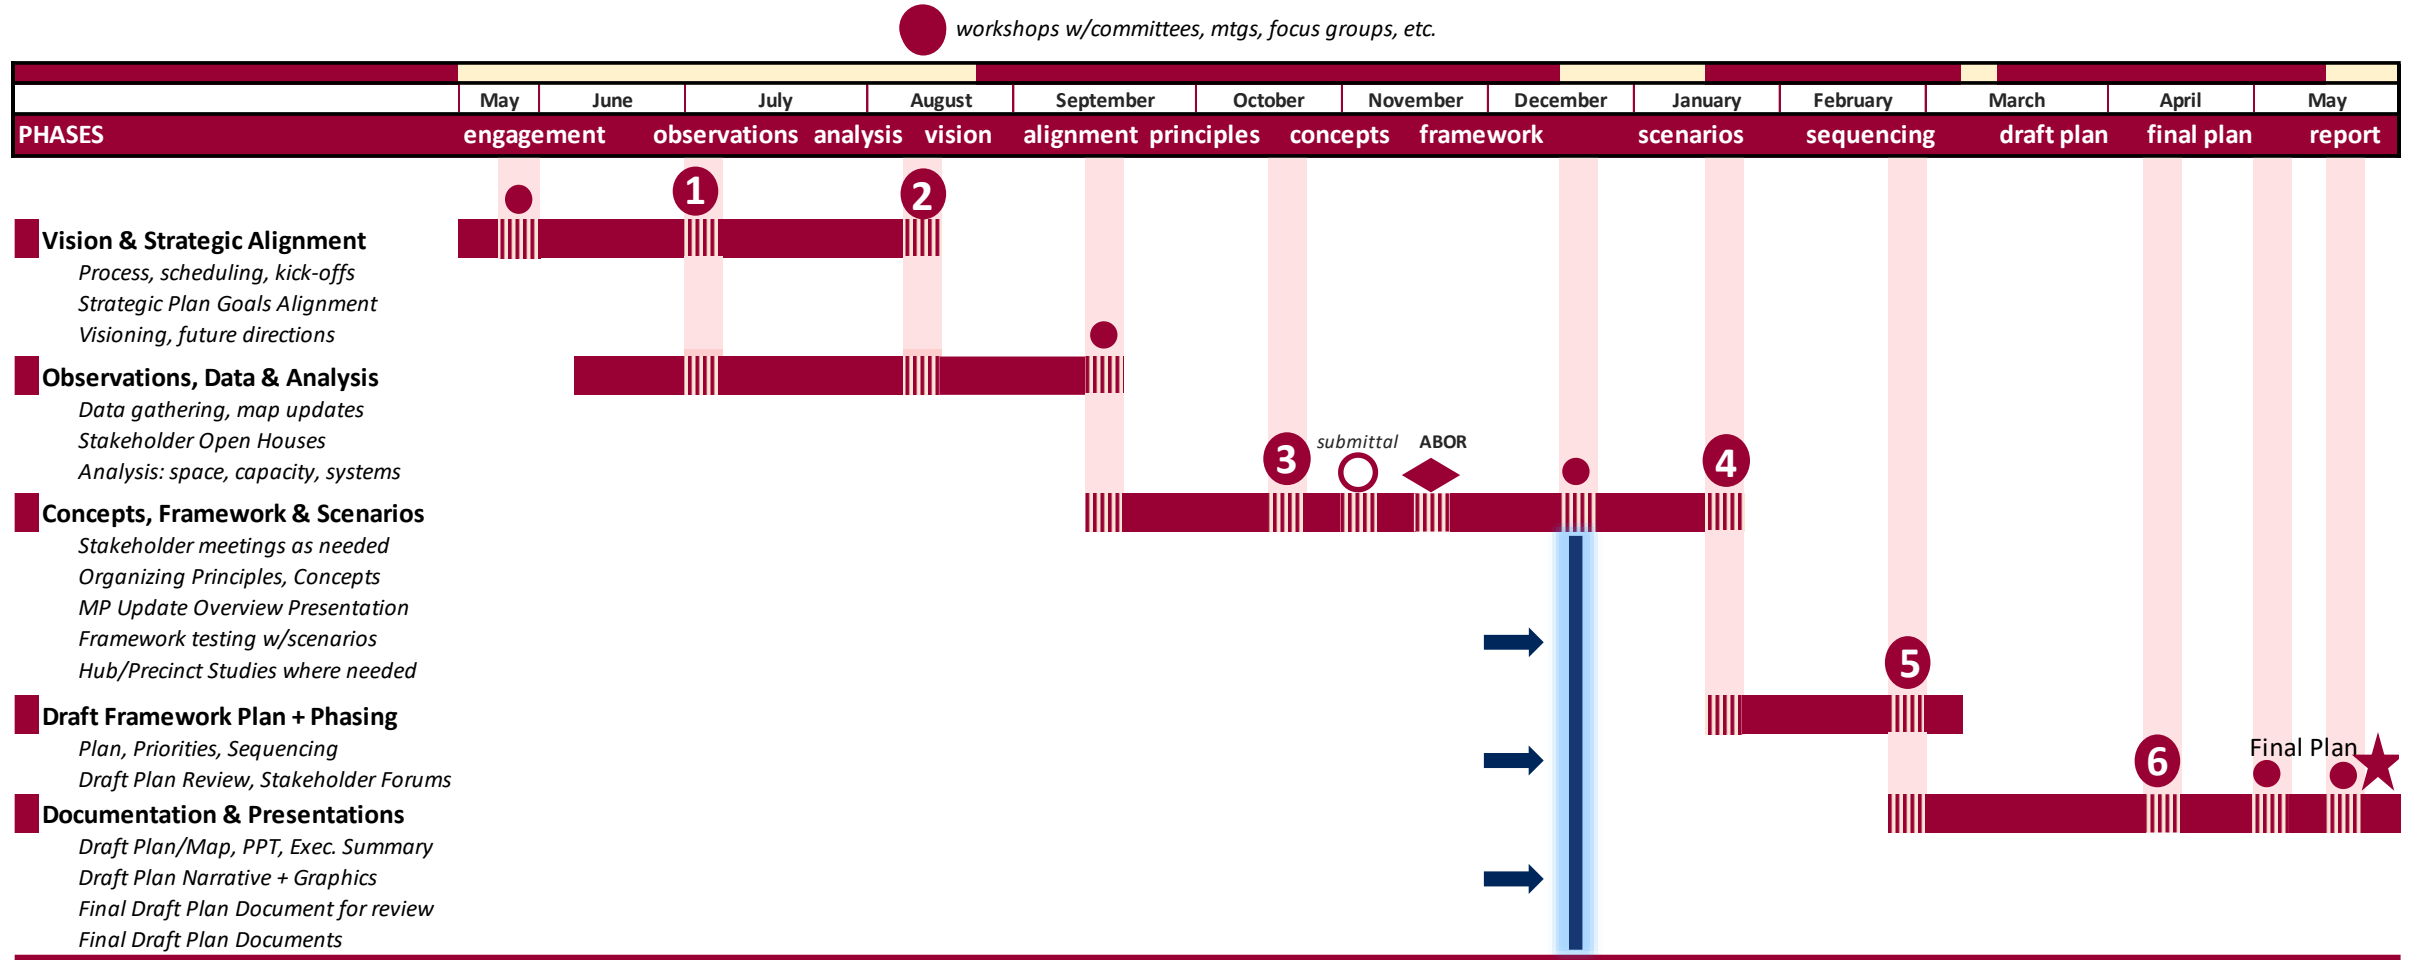 workshops w/committees, mtgs, focus groups, etc.
May June July August September October November December January February March April May
PHASES engagement observations analysis vision alignment principles concepts framework scenarios sequencing draft plan final plan report
1 2
Vision & Strategic Alignment
Process, scheduling, kick-offs
Strategic Plan Goals Alignment
Visioning, future directions
Observations, Data & Analysis
Data gathering, map updates
Stakeholder Open Houses
Analysis: space, capacity, systems
3 submittal ABOR 4
Concepts, Framework & Scenarios
Stakeholder meetings as needed
Organizing Principles, Concepts
MP Update Overview Presentation
Framework testing w/scenarios
Hub/Precinct Studies where needed
5
Draft Framework Plan + Phasing
Plan, Priorities, Sequencing
Draft Plan Review, Stakeholder Forums
6 Final Plan
Documentation & Presentations
Draft Plan/Map, PPT, Exec. Summary
Draft Plan Narrative + Graphics
Final Draft Plan Document for review
Final Draft Plan Documents